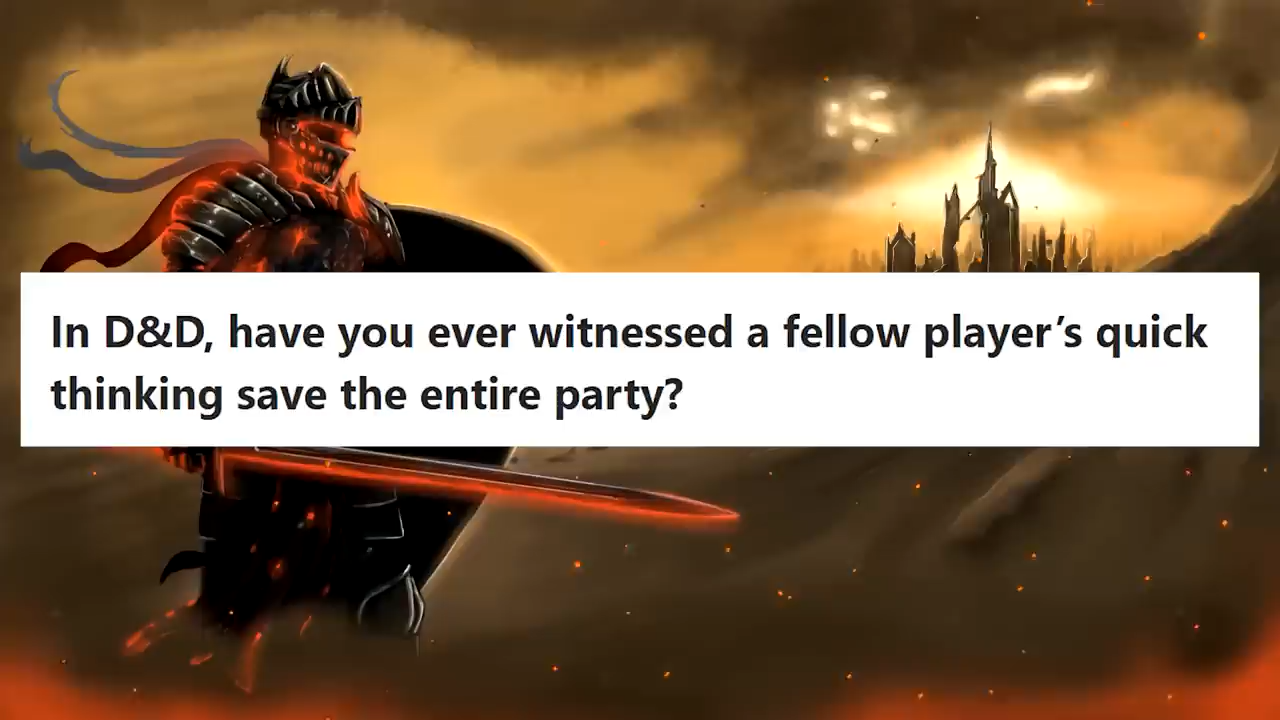 In D&D, have you ever witnessed a fellow player’s quick
thinking save the entire party?